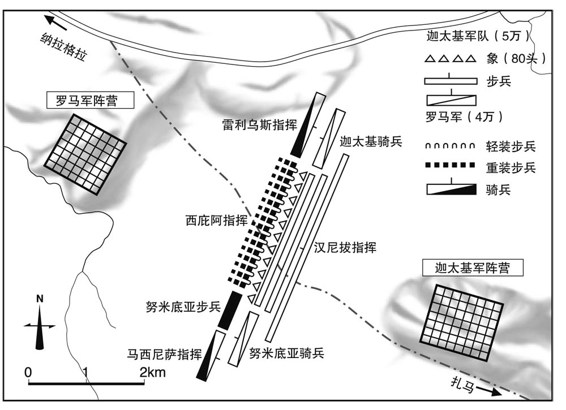 纳拉格拉
罗马军阵营
雷利乌斯指挥
迦太基骑兵
西庇阿指挥
汉尼拔指挥
努米底亚步兵
马西尼萨指挥
努米底亚骑兵
迦太基军队（5万）
象（80头）
步兵
罗马军（4万）
轻装步兵
重装步兵
骑兵
迦太基军阵营
扎马
N
0 1 2km